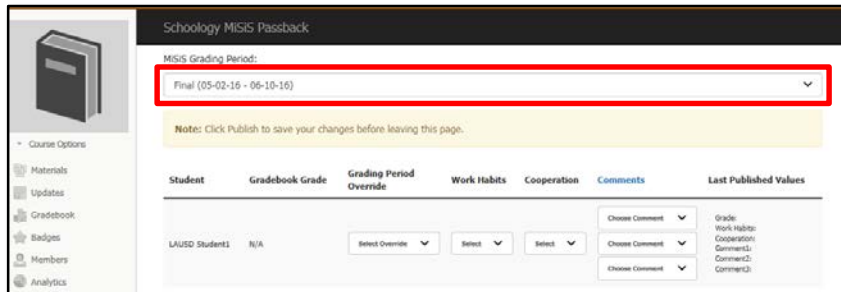 Schoology MiSiS Passback
MiSiS Grading Period:
Final (05-02-16 - 06-10-16)
Note: Click Publish to save your changes before leaving this page.
Course Options
Materials
Updates
Gradebook
Badges
Members
Analytics
Student Gradebook Grade Grading Period Override Work Habits Cooperation Comments Last Published Values
LAUSD Student1 N/A Select Override Select Select
Choose Comment
Choose Comment
Choose Comment
Grade:
Work Habits:
Cooperation:
Comment1:
Comment2:
Comment3: